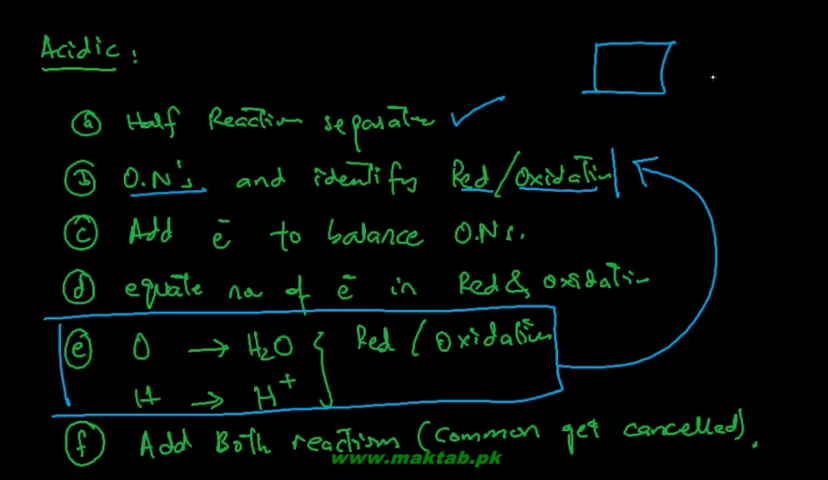 Acidic :
ⓐ Half Reaction separate ✓
ⓑ O.N's and identify Red/Oxidation
ⓒ Add ē to balance O.N's.
ⓓ equate no of ē in Red & oxidation
ⓔ O → H₂O } Red / Oxidation
H → H⁺
ⓕ Add Both reactions (common get cancelled).
www.maktab.pk